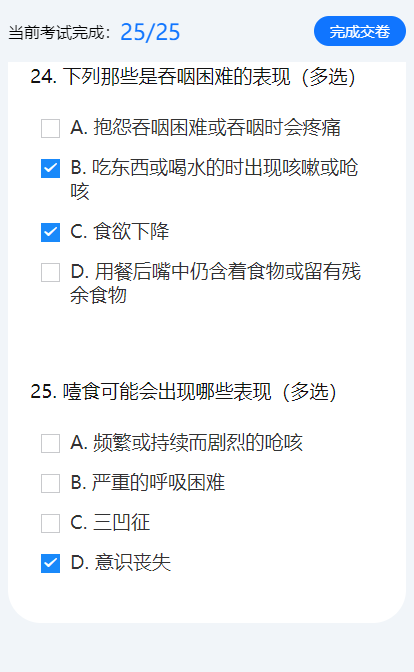 当前考试完成：25/25
完成交卷
24. 下列那些是吞咽困难的表现（多选）
A. 抱怨吞咽困难或吞咽时会疼痛
B. 吃东西或喝水的时出现咳嗽或呛
咳
C. 食欲下降
D. 用餐后嘴中仍含着食物或留有残
余食物
25. 噎食可能会出现哪些表现（多选）
A. 频繁或持续而剧烈的呛咳
B. 严重的呼吸困难
C. 三凹征
D. 意识丧失